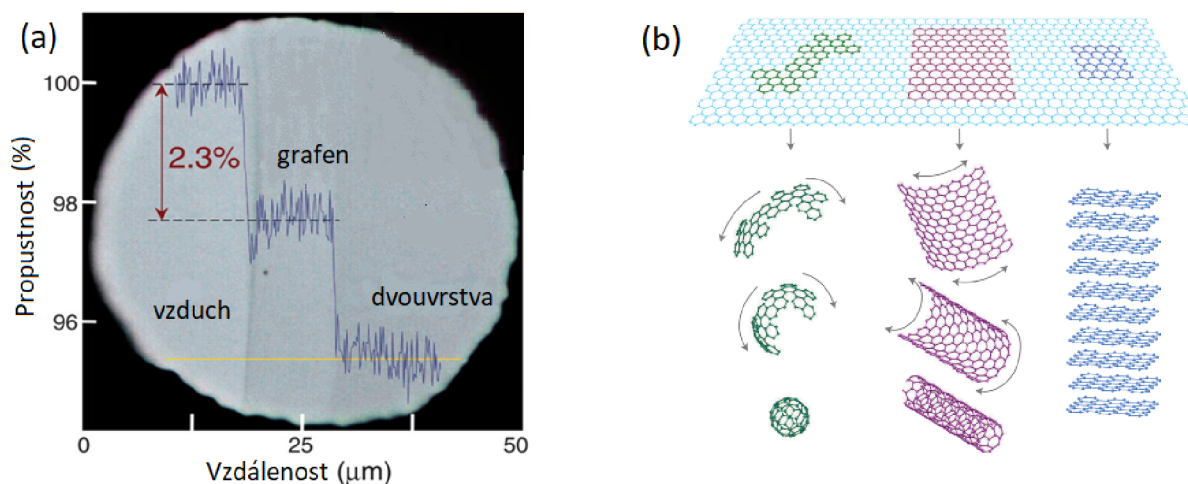 (a)
100
98
96
Propustnost (%)
2.3%
grafen
vzduch
dvouvrstva
0
25
50
Vzdálenost (μm)
(b)